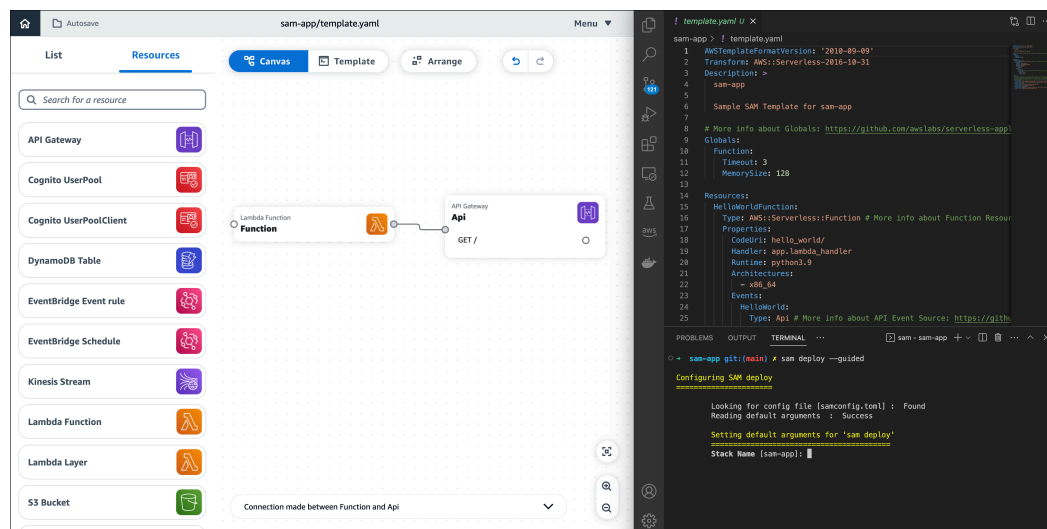 Autosave
sam-app/template.yaml
Menu
List
Resources
Canvas
Template
Arrange
Search for a resource
API Gateway
Cognito UserPool
Cognito UserPoolClient
DynamoDB Table
EventBridge Event rule
EventBridge Schedule
Kinesis Stream
Lambda Function
Lambda Layer
S3 Bucket
Lambda Function
Function
API Gateway
Api
GET /
Connection made between Function and Api
121
aws
! template.yaml U ×
sam-app > ! template.yaml
1 AWSTemplateFormatVersion: '2010-09-09'
2 Transform: AWS::Serverless-2016-10-31
3 Description: >
4 sam-app
5
6 Sample SAM Template for sam-app
7
8 # More info about Globals: https://github.com/awslabs/serverless-appl
9 Globals:
10 Function:
11 Timeout: 3
12 MemorySize: 128
13
14 Resources:
15 HelloWorldFunction:
16 Type: AWS::Serverless::Function # More info about Function Resour
17 Properties:
18 CodeUri: hello_world/
19 Handler: app.lambda_handler
20 Runtime: python3.9
21 Architectures:
22 - x86_64
23 Events:
24 HelloWorld:
25 Type: Api # More info about API Event Source: https://githu
PROBLEMS OUTPUT TERMINAL ··· sam - sam-app
→ sam-app git:(main) ✗ sam deploy --guided
Configuring SAM deploy
======================
Looking for config file [samconfig.toml] : Found
Reading default arguments : Success
Setting default arguments for 'sam deploy'
=========================================
Stack Name [sam-app]: